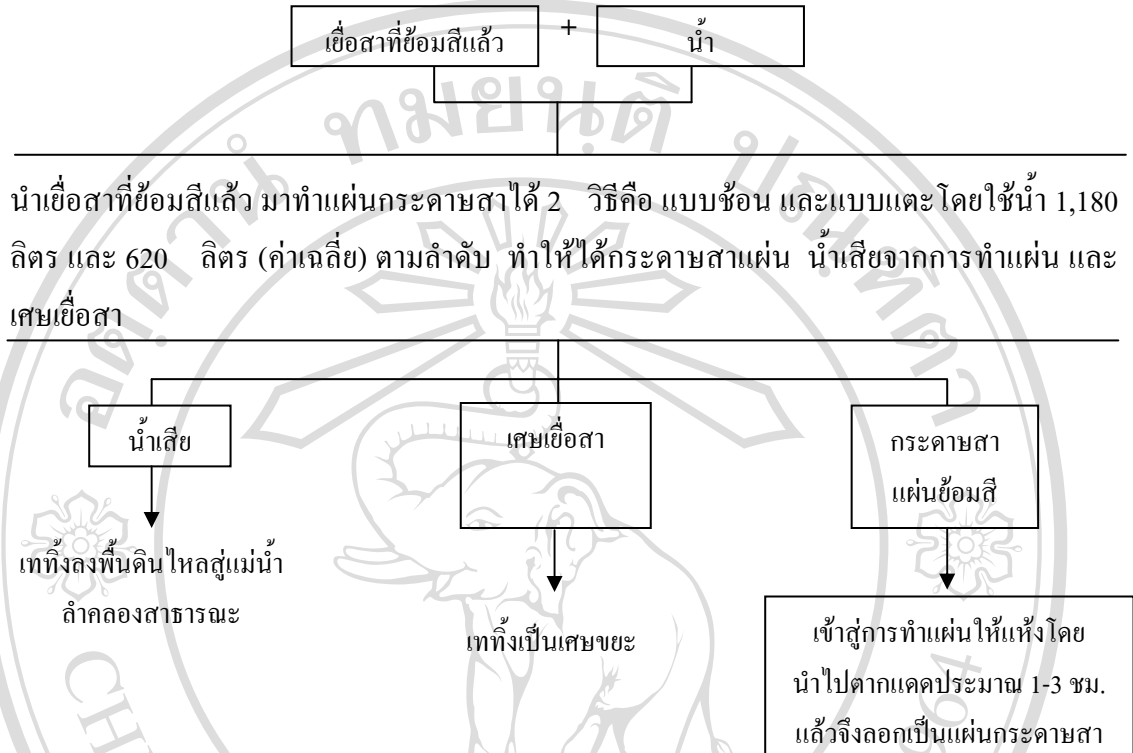 เยื่อสาที่ย้อมสีแล้ว + น้ำ
นำเยื่อสาที่ย้อมสีแล้ว มาทำแผ่นกระดาษสาได้ 2 วิธีคือ แบบช้อน และแบบแตะโดยใช้น้ำ 1,180
ลิตร และ 620 ลิตร (ค่าเฉลี่ย) ตามลำดับ ทำให้ได้กระดาษสาแผ่น น้ำเสียจากการทำแผ่น และ
เศษเยื่อสา
น้ำเสีย
เททิ้งลงพื้นดินไหลสู่แม่น้ำ
ลำคลองสาธารณะ
เศษเยื่อสา
เททิ้งเป็นเศษขยะ
กระดาษสา
แผ่นย้อมสี
เข้าสู่การทำแผ่นให้แห้งโดย
นำไปตากแดดประมาณ 1-3 ชม.
แล้วจึงลอกเป็นแผ่นกระดาษสา